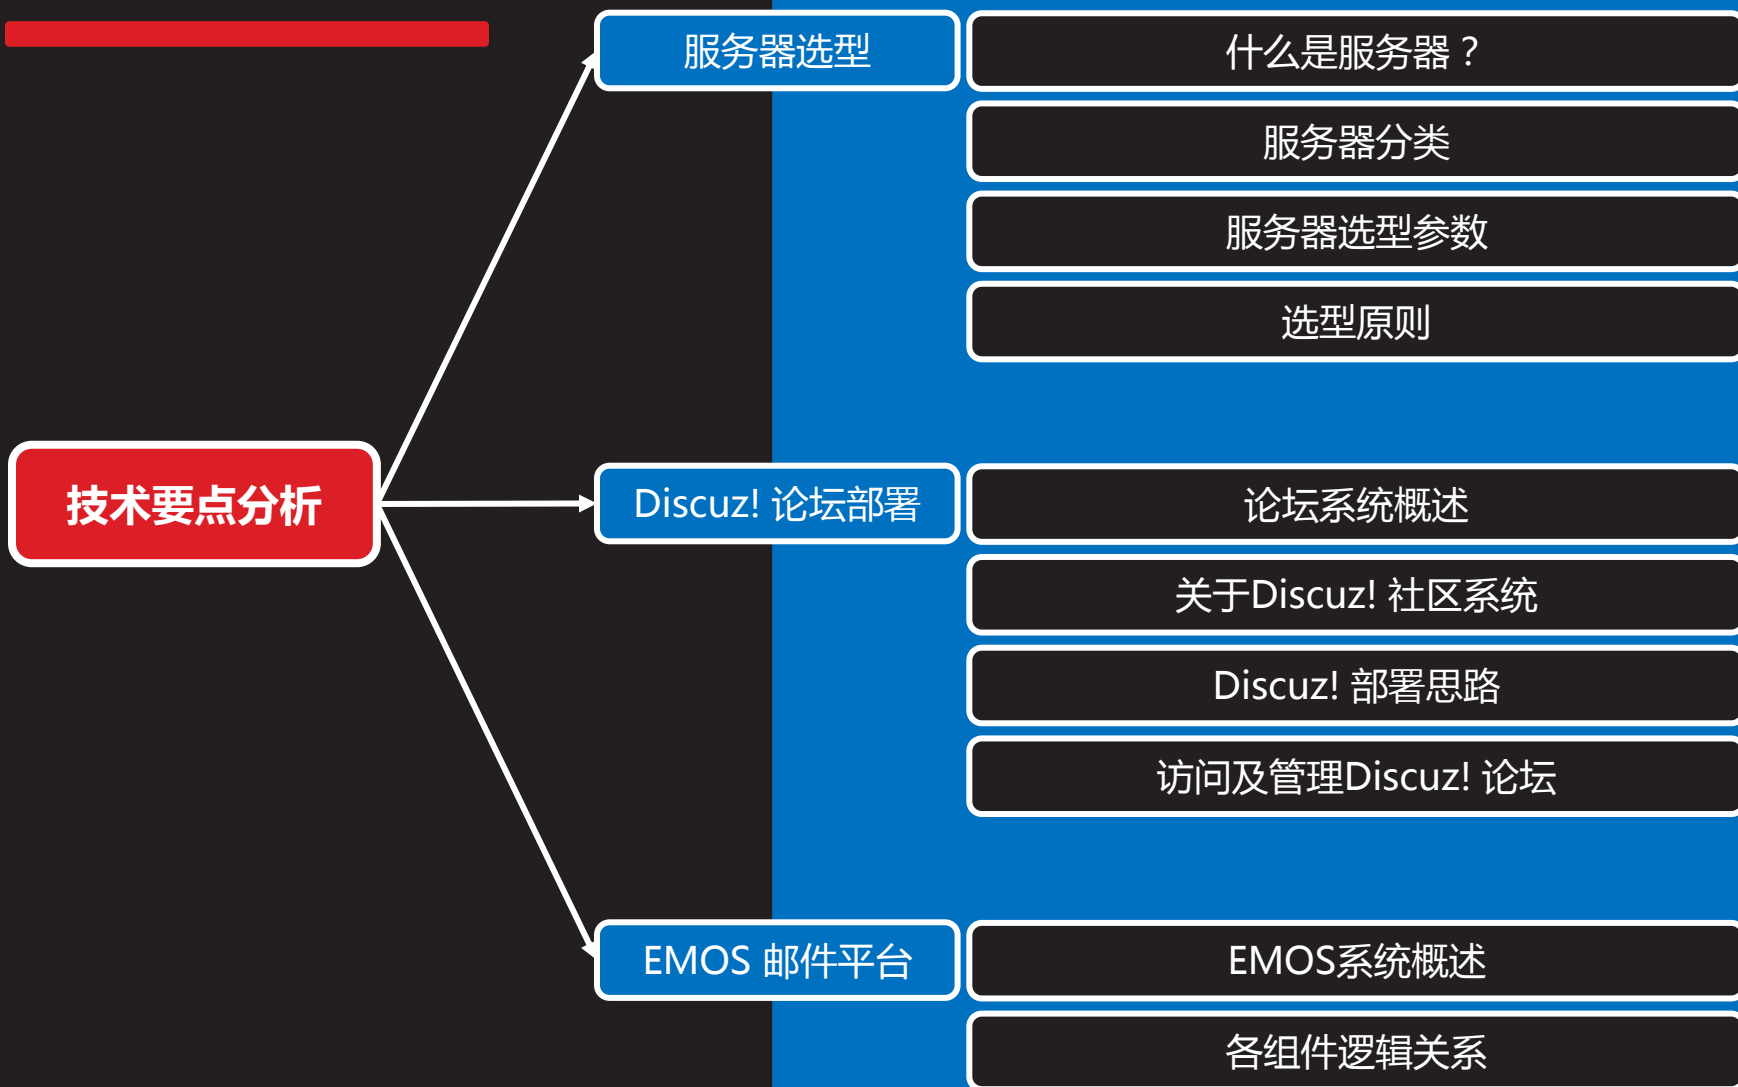 服务器选型
什么是服务器？
服务器分类
服务器选型参数
选型原则
技术要点分析
Discuz! 论坛部署
论坛系统概述
关于Discuz! 社区系统
Discuz! 部署思路
访问及管理Discuz! 论坛
EMOS 邮件平台
EMOS系统概述
各组件逻辑关系